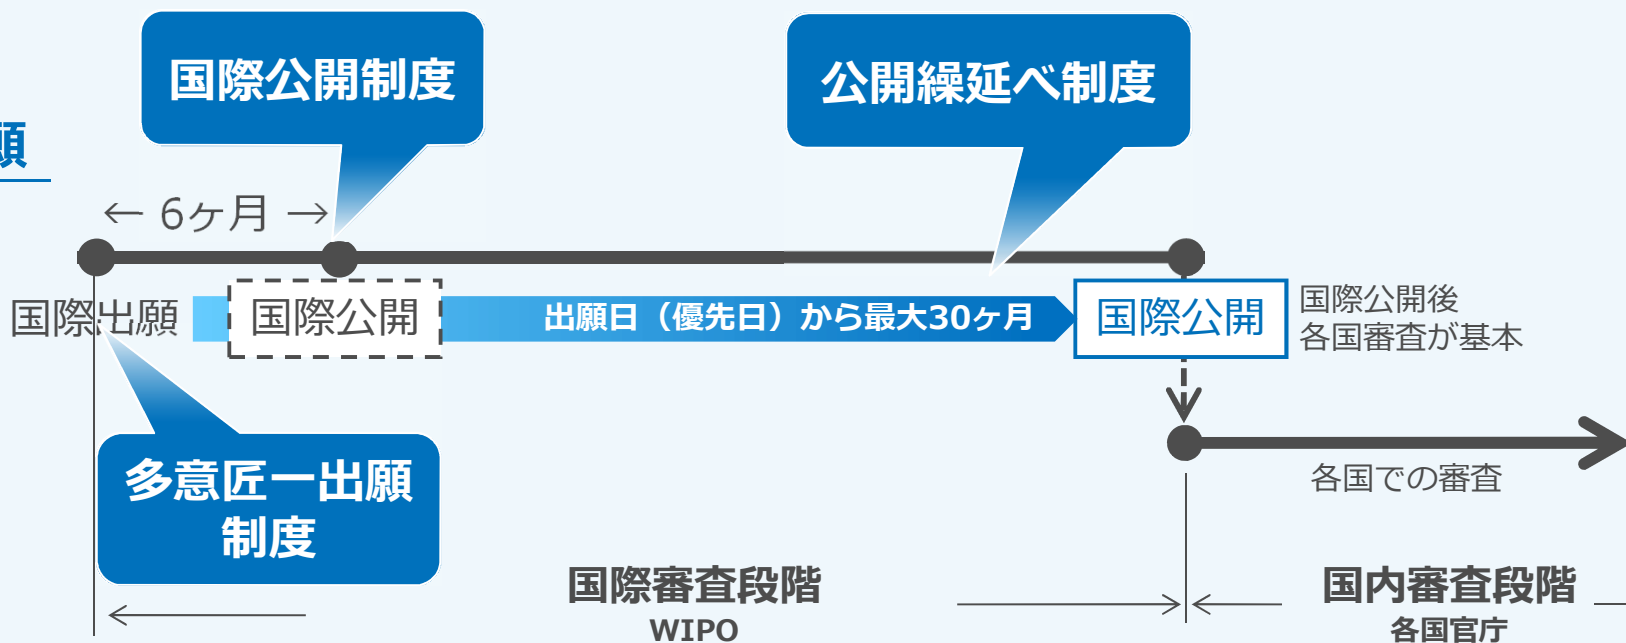 国際公開制度
公開繰延べ制度
願
← 6ヶ月 →
国際出願
国際公開
出願日（優先日）から最大30ヶ月
国際公開
国際公開後
各国審査が基本
多意匠一出願
制度
各国での審査
国際審査段階
WIPO
国内審査段階
各国官庁